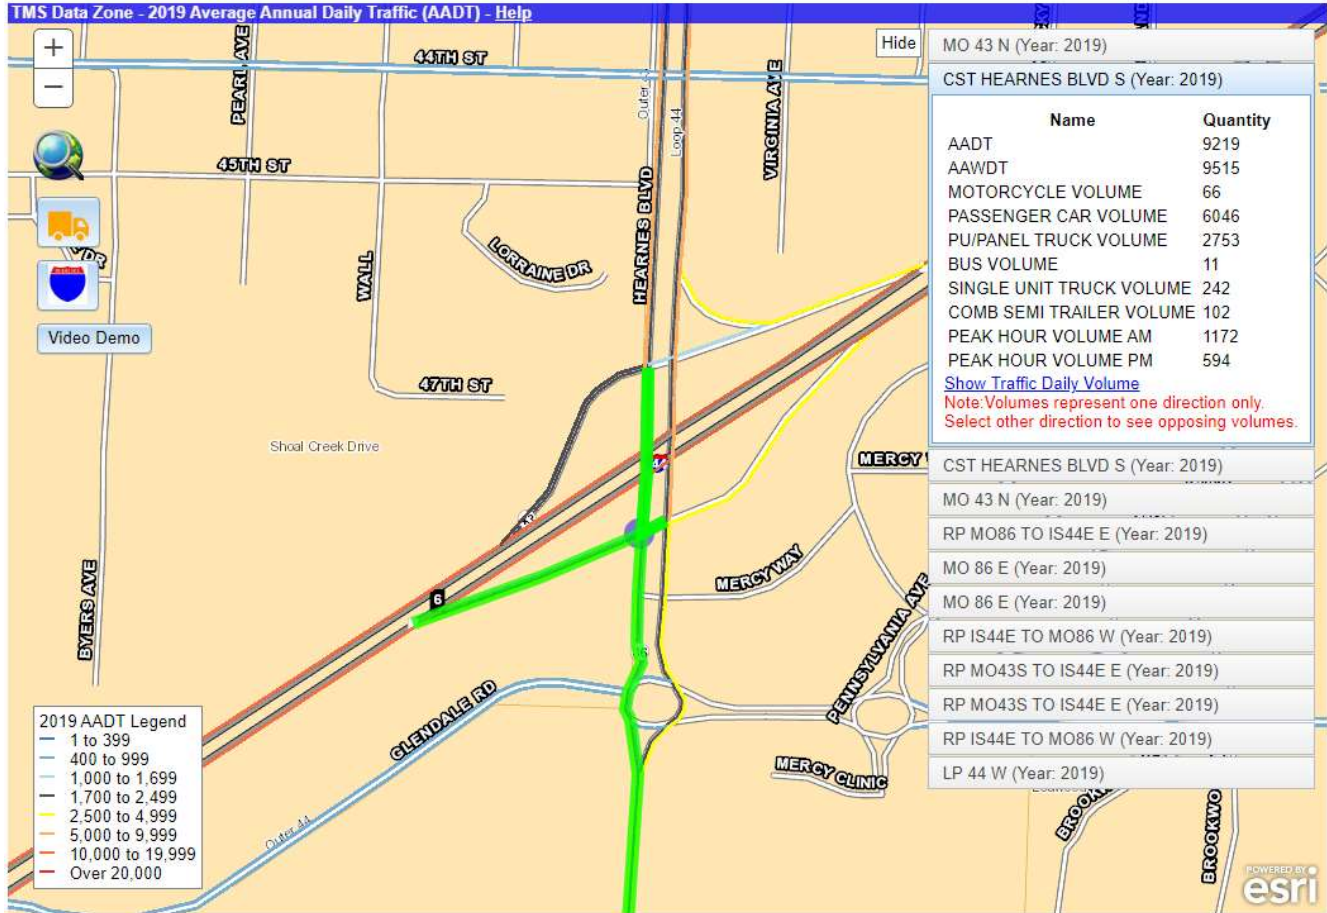 TMS Data Zone - 2019 Average Annual Daily Traffic (AADT) - Help
+
−
Video Demo
Hide
MO 43 N (Year: 2019)
CST HEARNES BLVD S (Year: 2019)
Name Quantity
AADT 9219
AAWDT 9515
MOTORCYCLE VOLUME 66
PASSENGER CAR VOLUME 6046
PU/PANEL TRUCK VOLUME 2753
BUS VOLUME 11
SINGLE UNIT TRUCK VOLUME 242
COMB SEMI TRAILER VOLUME 102
PEAK HOUR VOLUME AM 1172
PEAK HOUR VOLUME PM 594
Show Traffic Daily Volume
Note:Volumes represent one direction only.
Select other direction to see opposing volumes.
CST HEARNES BLVD S (Year: 2019)
MO 43 N (Year: 2019)
RP MO86 TO IS44E E (Year: 2019)
MO 86 E (Year: 2019)
MO 86 E (Year: 2019)
RP IS44E TO MO86 W (Year: 2019)
RP MO43S TO IS44E E (Year: 2019)
RP MO43S TO IS44E E (Year: 2019)
RP IS44E TO MO86 W (Year: 2019)
LP 44 W (Year: 2019)
PEARL AVE
44TH ST
Outer 43
Loop 44
VIRGINIA AVE
45TH ST
HEARNES BLVD
LORRAINE DR
DR
WALL
47TH ST
Shoal Creek Drive
44
MERCY
MERCY WAY
6
BYERS AVE
PENNSYLVANIA AVE
GLENDALE RD
MERCY CLINIC
Outer 44
BROOKWO
2019 AADT Legend
1 to 399
400 to 999
1,000 to 1,699
1,700 to 2,499
2,500 to 4,999
5,000 to 9,999
10,000 to 19,999
Over 20,000
POWERED BY
esri